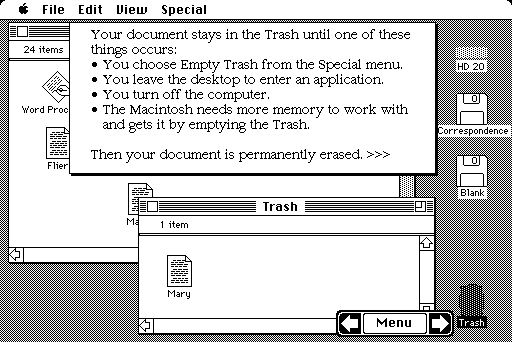 File Edit View Special
24 items
Your document stays in the Trash until one of these
things occurs:
• You choose Empty Trash from the Special menu.
• You leave the desktop to enter an application.
• You turn off the computer.
• The Macintosh needs more memory to work with
and gets it by emptying the Trash.
Then your document is permanently erased. >>>
HD 20
Word Proc
Correspondence
Flier
Blank
Ma
Trash
1 item
Mary
Menu
Trash